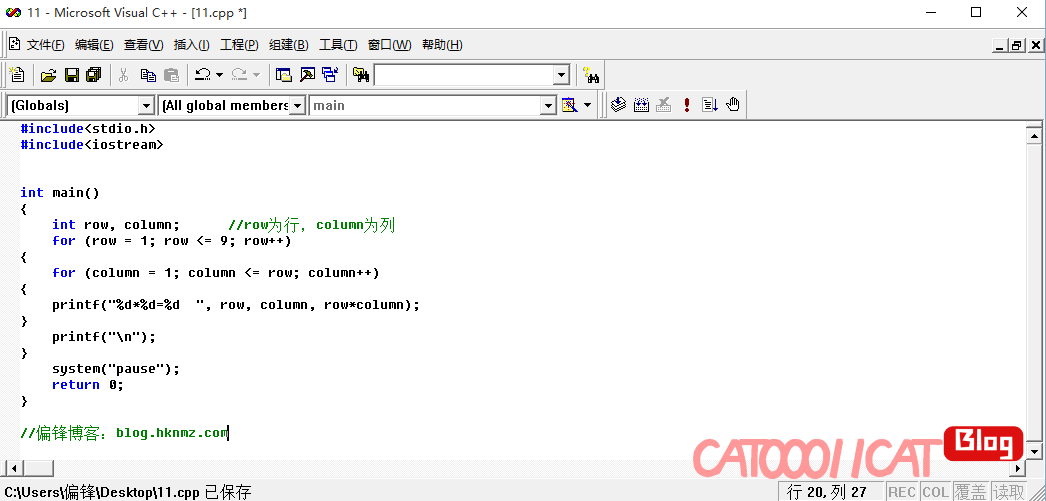 11 - Microsoft Visual C++ - [11.cpp *]
文件(F) 编辑(E) 查看(V) 插入(I) 工程(P) 组建(B) 工具(T) 窗口(W) 帮助(H)
(Globals) (All global members main
#include<stdio.h>
#include<iostream>
int main()
{
int row, column; //row为行，column为列
for (row = 1; row <= 9; row++)
{
for (column = 1; column <= row; column++)
{
printf("%d*%d=%d  ", row, column, row*column);
}
printf("\n");
}
system("pause");
return 0;
}
//偏锋博客：blog.hknmz.com
CATOOO1/1CAT Blog
C:\Users\偏锋\Desktop\11.cpp 已保存 行 20, 列 27 REC COL 覆盖 读取